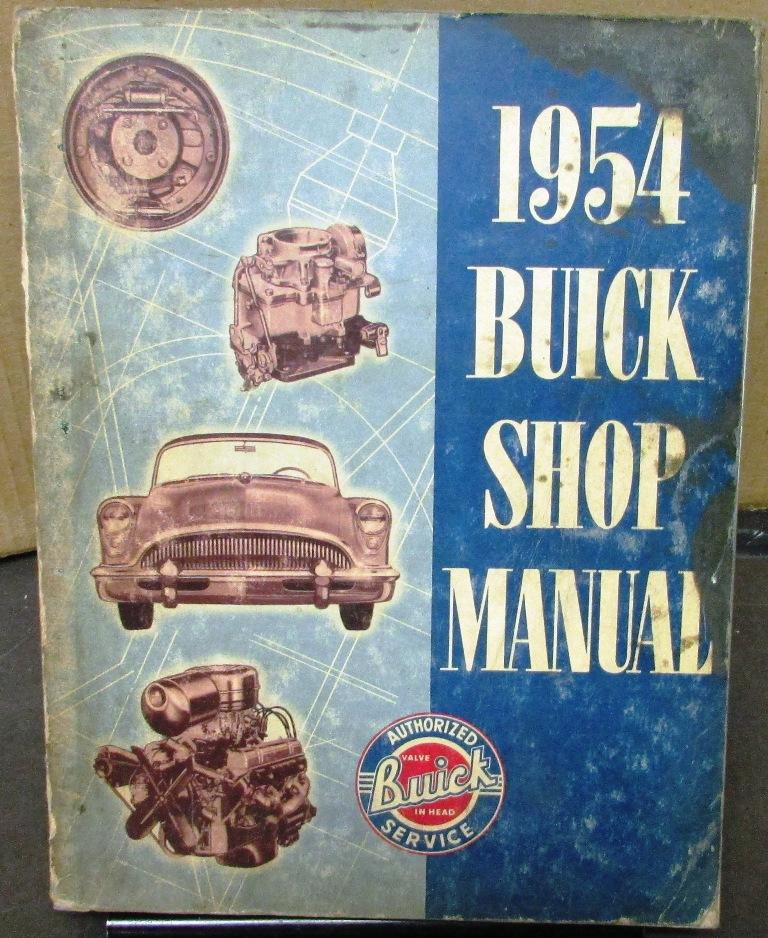 1954
BUICK
SHOP
MANUAL
AUTHORIZED
VALVE
Buick
IN HEAD
SERVICE